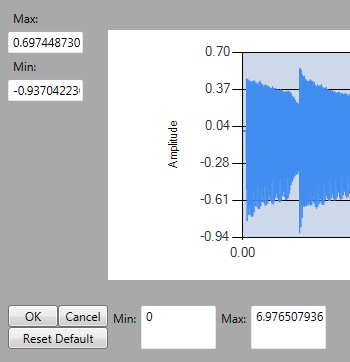 Max:
0.697448730
Min:
-0.93704223
0.70
0.37
0.04
-0.28
-0.61
-0.94
Amplitude
0.00
OK
Cancel
Min:
0
Max:
6.976507936
Reset Default